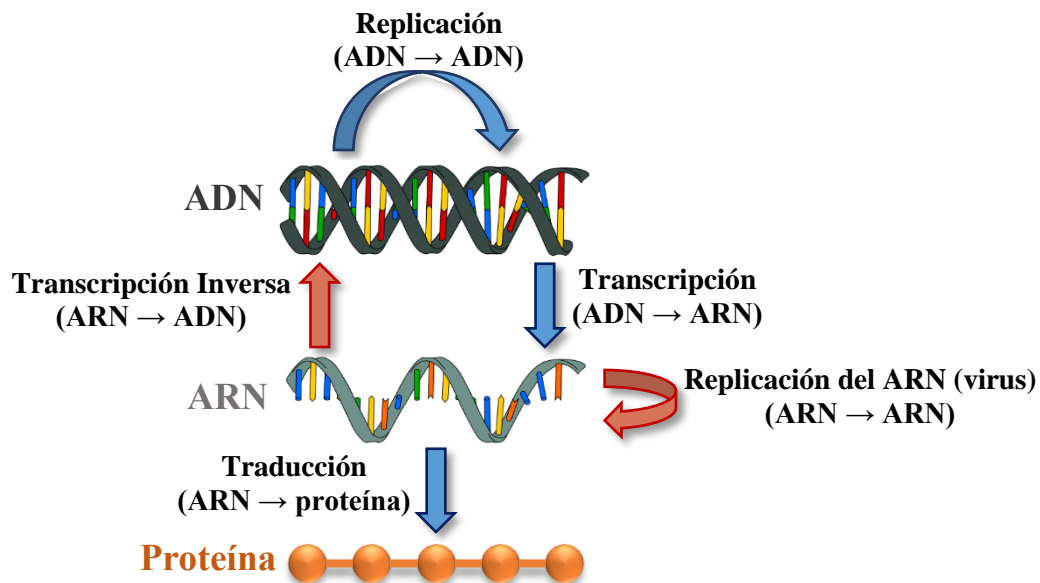 Replicación
(ADN → ADN)
ADN
Transcripción Inversa
(ARN → ADN)
Transcripción
(ADN → ARN)
ARN
Replicación del ARN (virus)
(ARN → ARN)
Traducción
(ARN → proteína)
Proteína